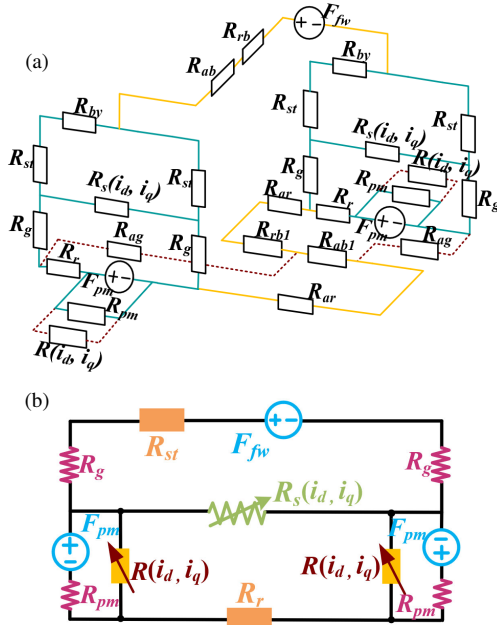 (a)
F_fw
R_rb
R_ab
R_by
R_by
R_st
R_st
R_s(i_d, i_q)
R(i_d, i_q)
R_st
R_s(i_d, i_q)
R_st
R_g
R_pm
R_g
R_ar
R_r
R_g
R_ag
R_g
R_rb1
F_pm
R_ag
R_ab1
R_r
F_pm
R_ar
R_pm
R(i_d, i_q)
(b)
R_st
F_fw
R_g
R_g
R_s(i_d, i_q)
F_pm
F_pm
R(i_d, i_q)
R(i_d, i_q)
R_pm
R_r
R_pm